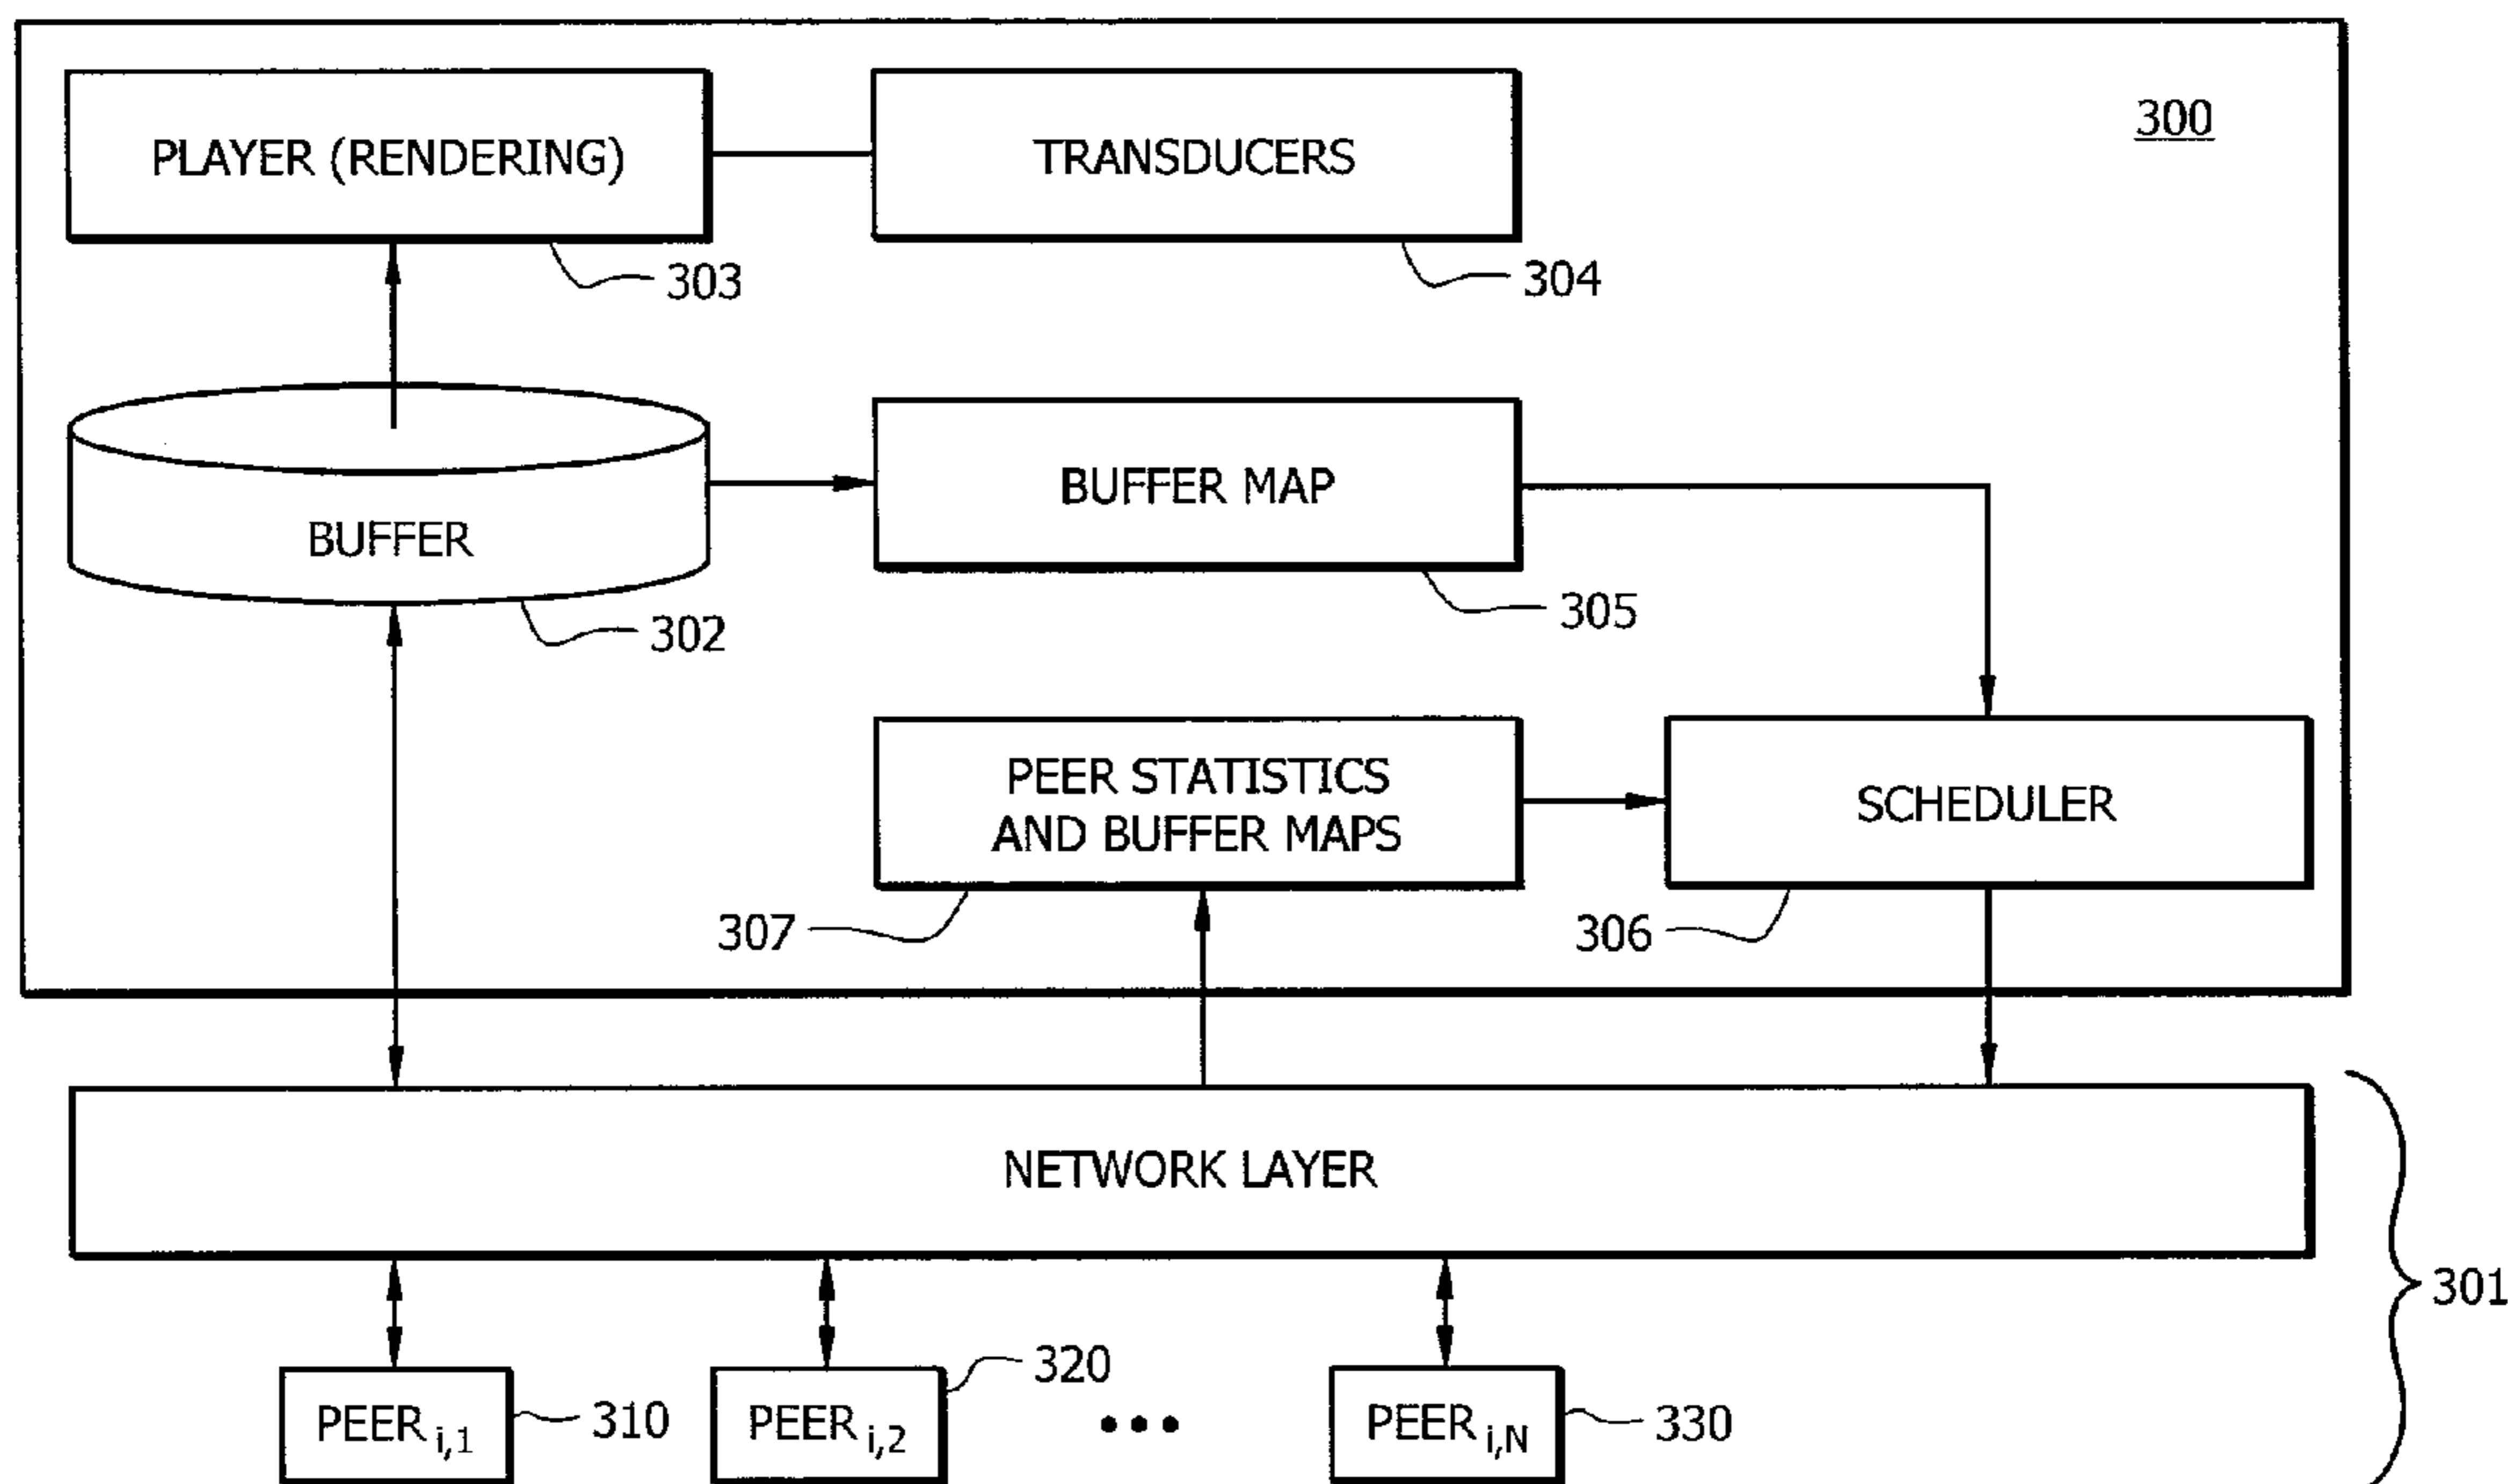 300
PLAYER (RENDERING)
TRANSDUCERS
303
304
BUFFER MAP
BUFFER
305
302
PEER STATISTICS
AND BUFFER MAPS
SCHEDULER
307
306
NETWORK LAYER
301
PEER i,1
310
PEER i,2
320
•••
PEER i,N
330